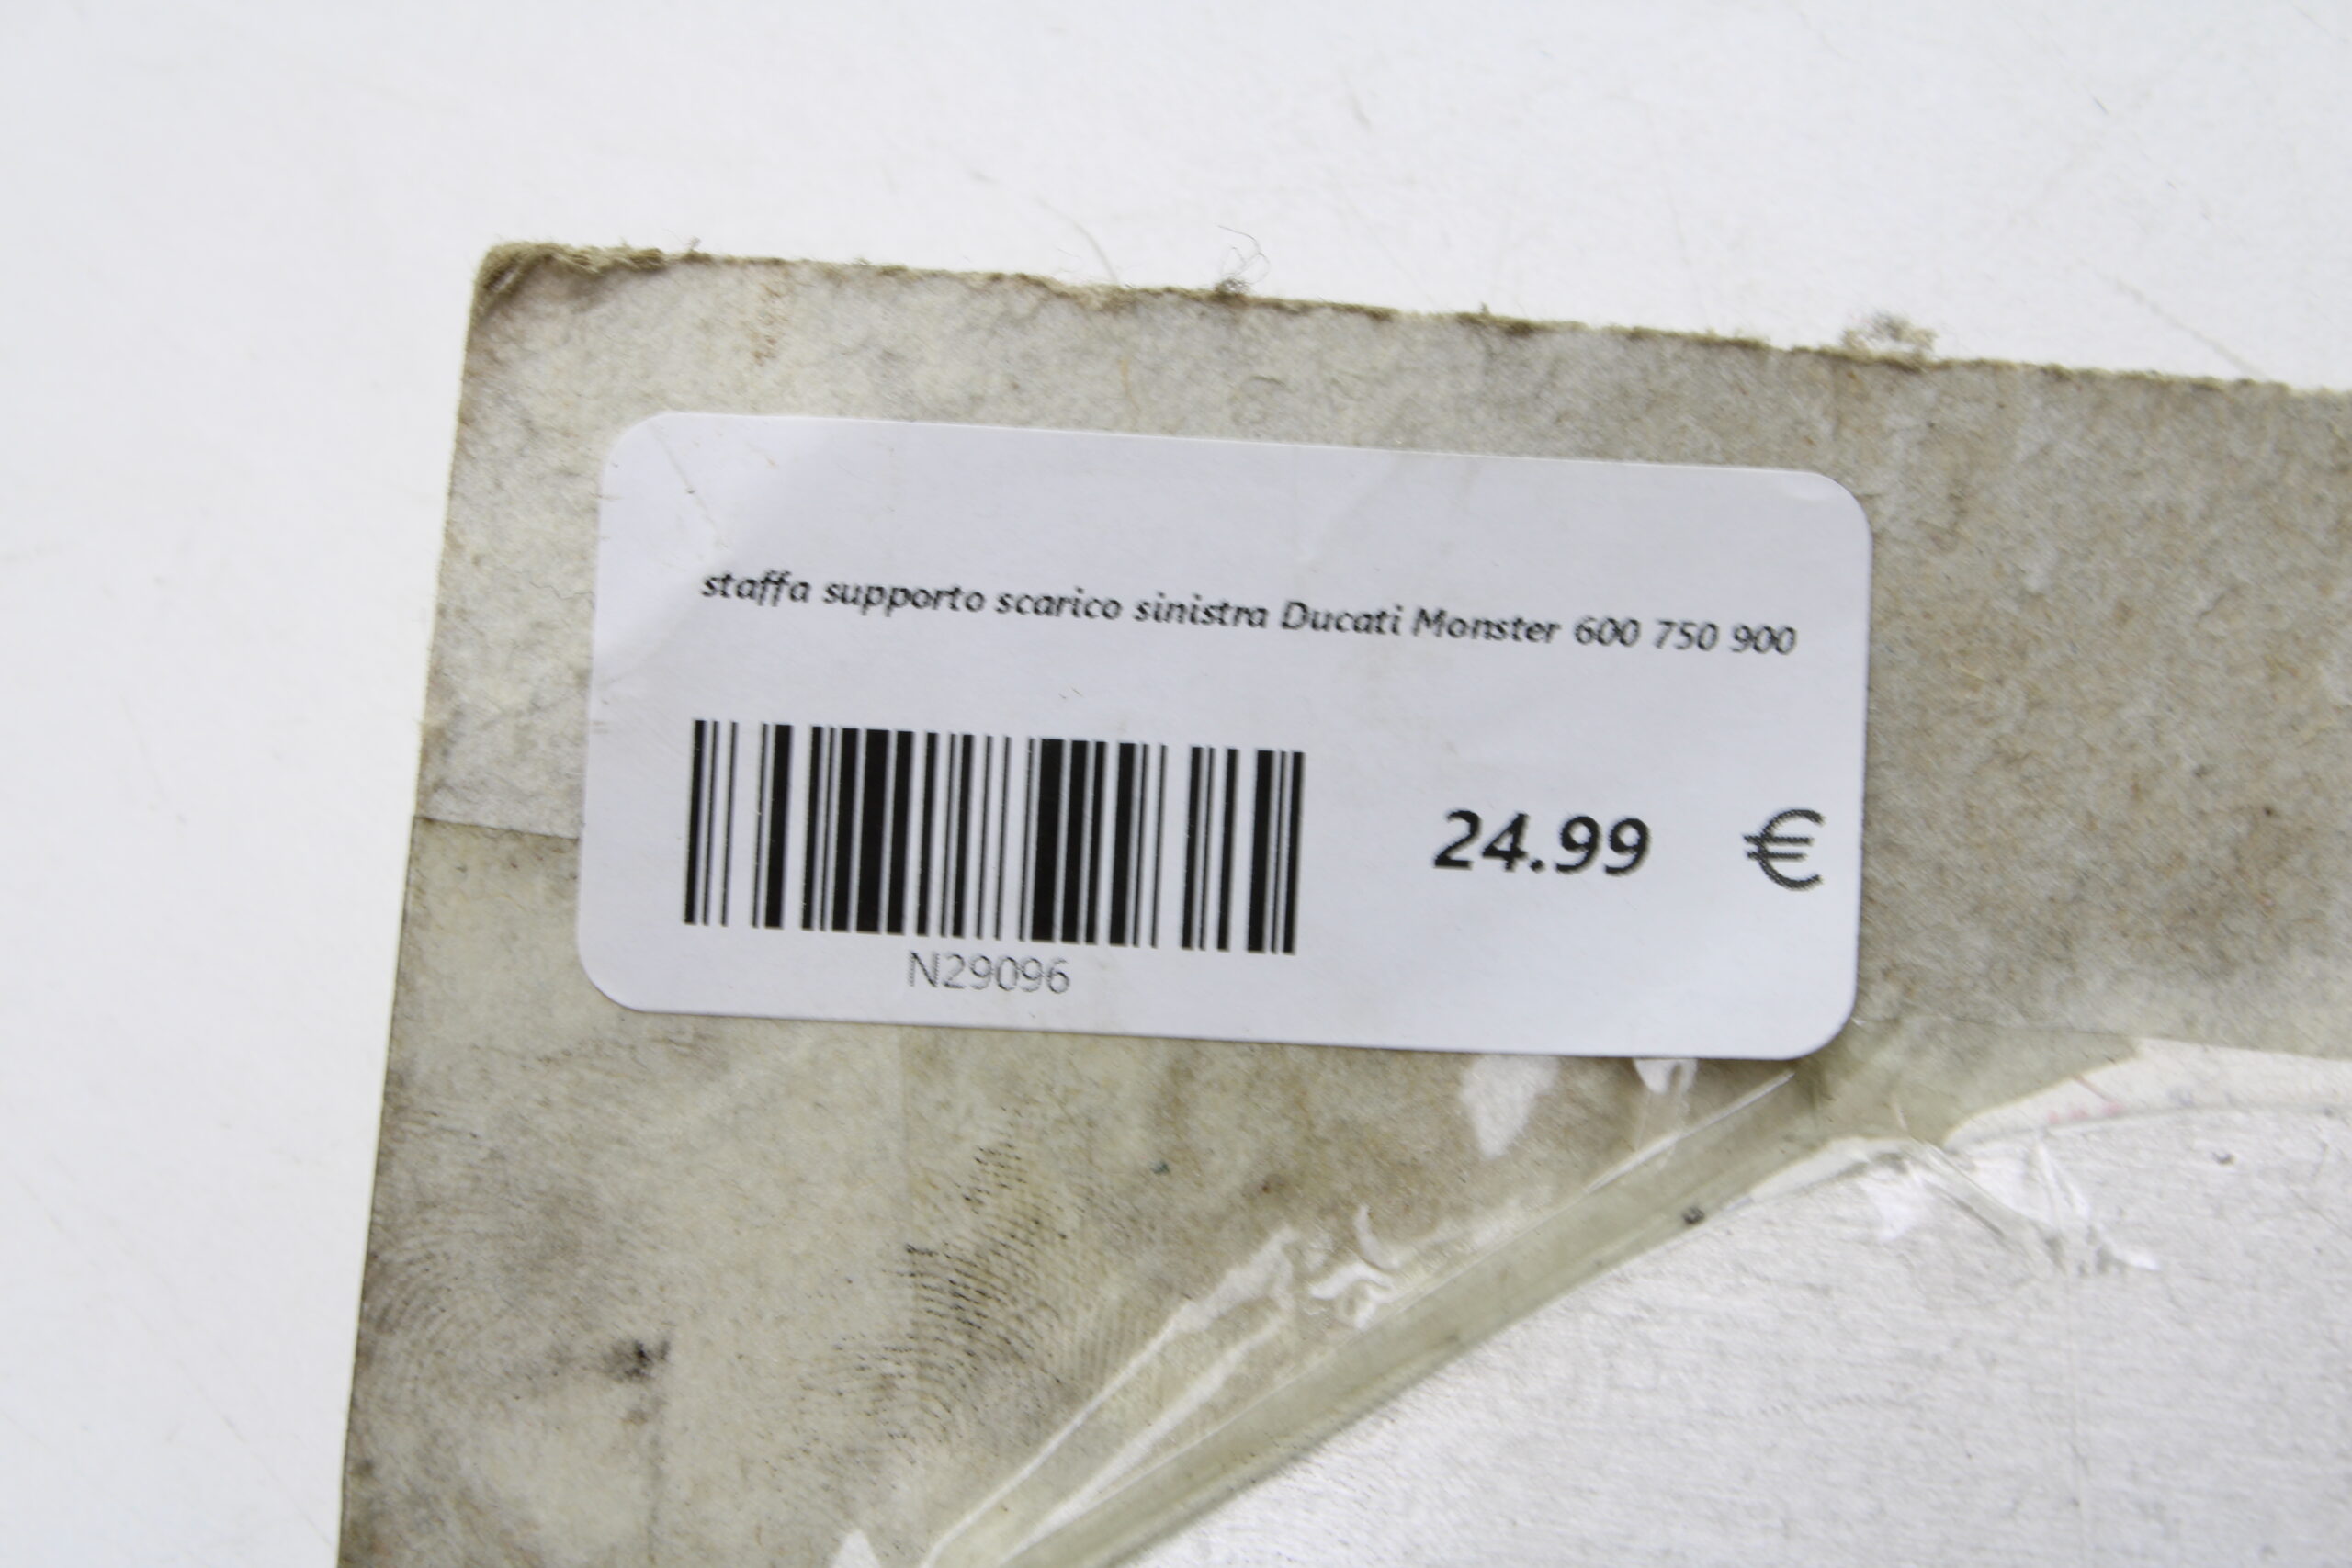 staffa supporto scarico sinistra Ducati Monster 600 750 900
24.99 €
N29096